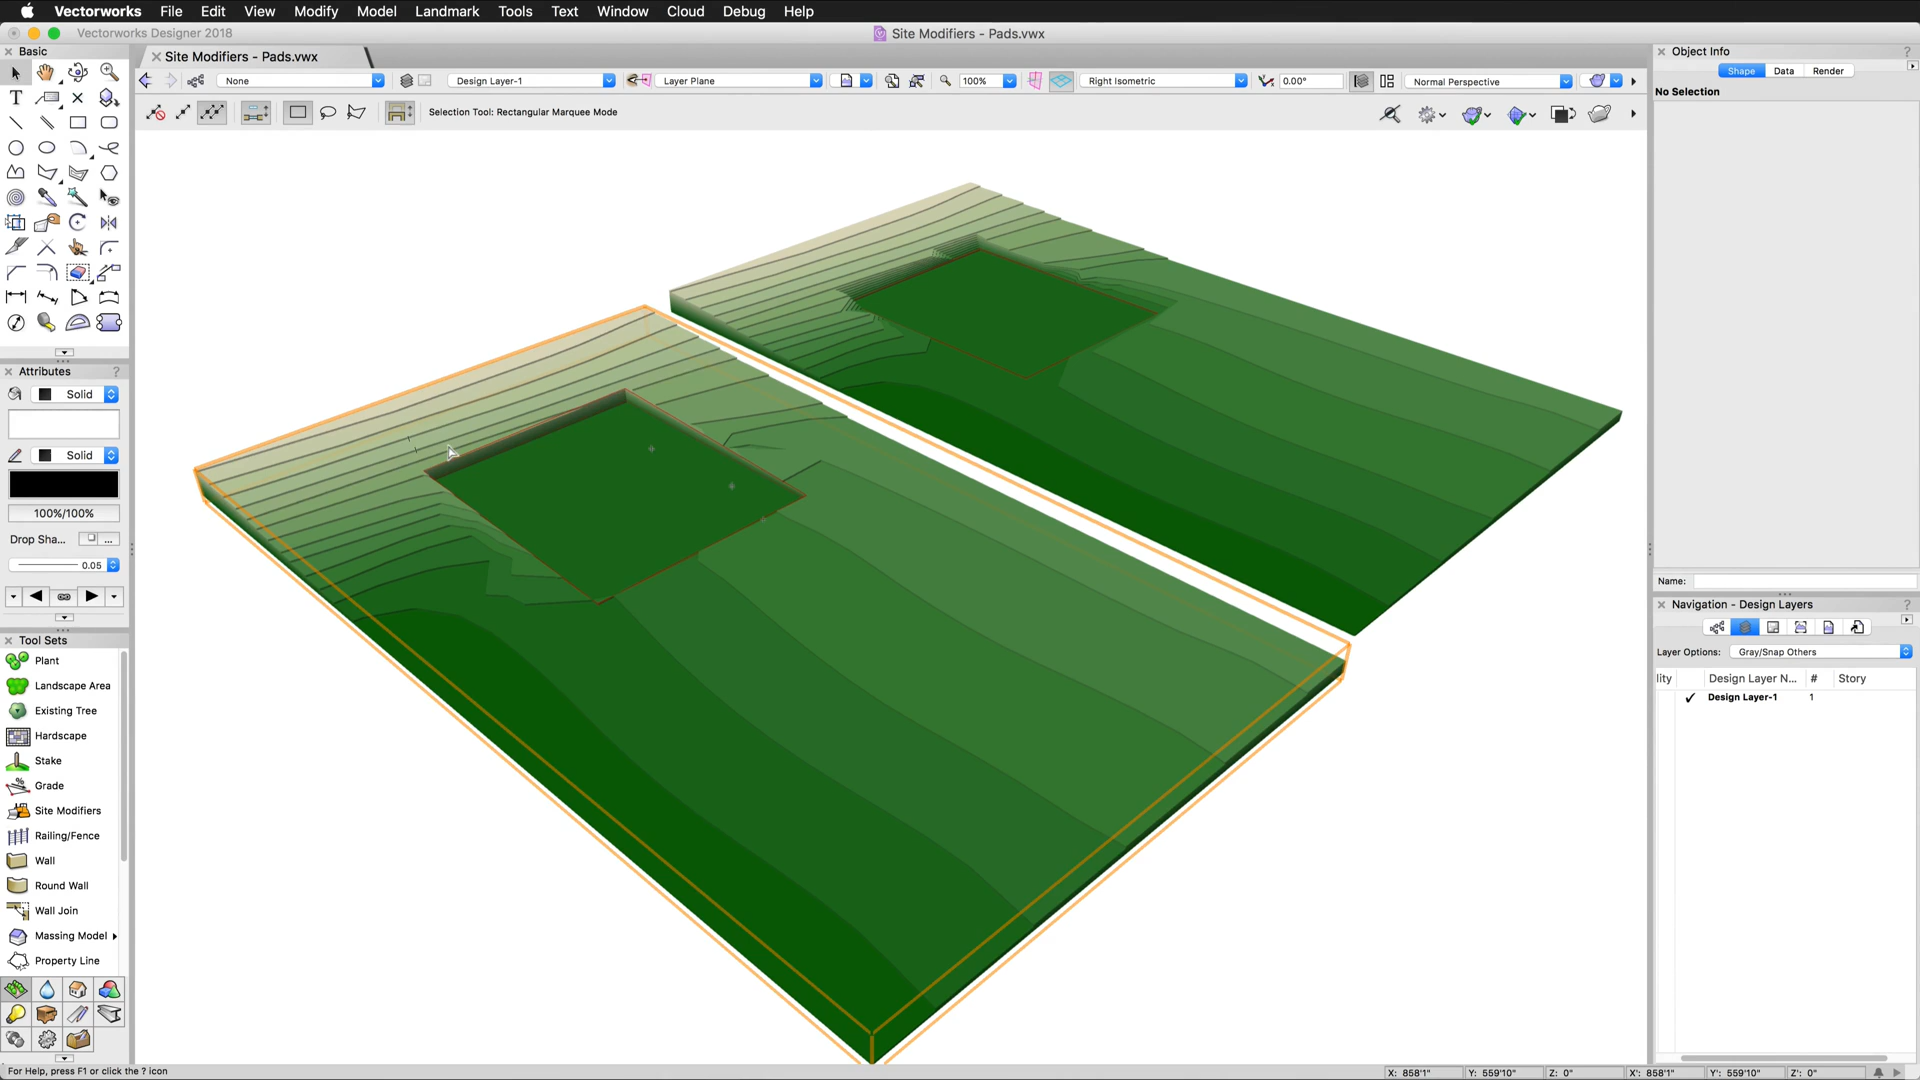 Vectorworks File Edit View Modify Model Landmark Tools Text Window Cloud Debug Help
Vectorworks Designer 2018 Site Modifiers - Pads.vwx
Basic Site Modifiers - Pads.vwx Object Info ?
None Design Layer-1 Layer Plane 100% Right Isometric 0.00° Normal Perspective Shape Data Render
No Selection
Selection Tool: Rectangular Marquee Mode
Attributes ?
Solid
Solid
100%/100%
Drop Sha... ...
0.05
Name:
Navigation - Design Layers ?
Tool Sets
Layer Options: Gray/Snap Others
lity Design Layer N... # Story
✓ Design Layer-1 1
Plant
Landscape Area
Existing Tree
Hardscape
Stake
Grade
Site Modifiers
Railing/Fence
Wall
Round Wall
Wall Join
Massing Model
Property Line
For Help, press F1 or click the ? icon X: 858'1" Y: 559'10" Z: 0" X': 858'1" Y': 559'10" Z': 0"